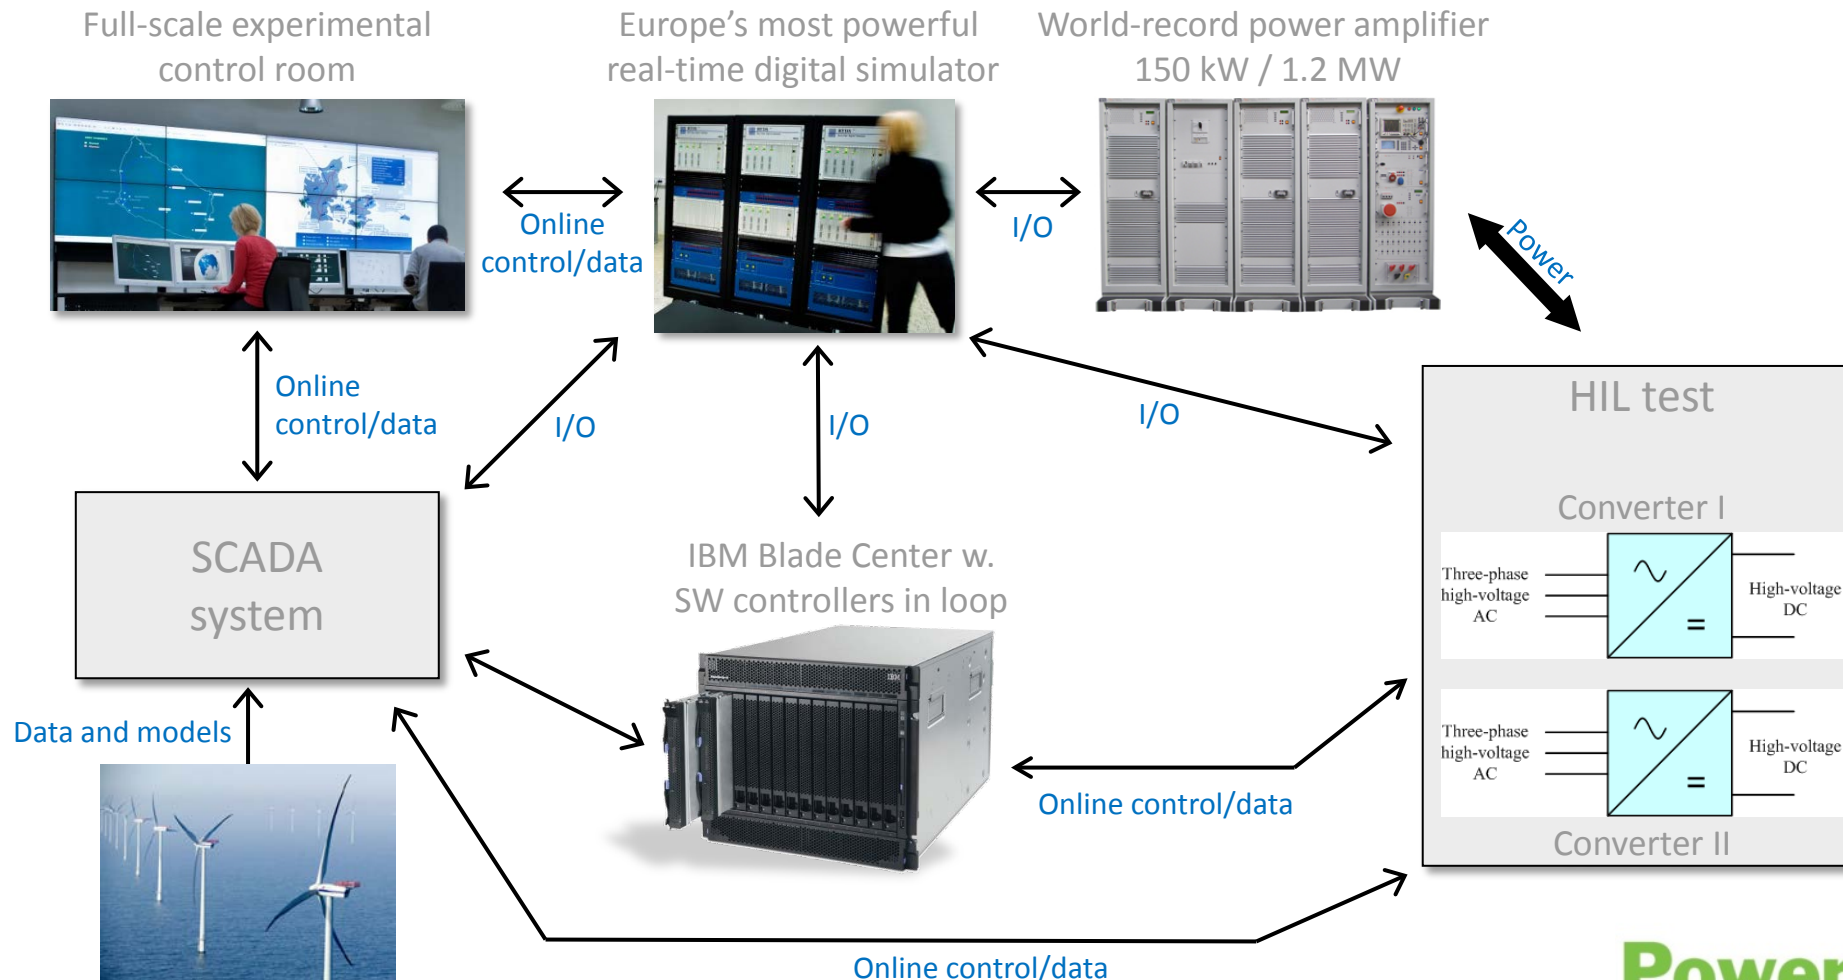 Full-scale experimental
control room
Europe's most powerful
real-time digital simulator
World-record power amplifier
150 kW / 1.2 MW
Online
control/data
I/O
Power
Online
control/data
I/O
I/O
I/O
HIL test
SCADA
system
IBM Blade Center w.
SW controllers in loop
Converter I
Three-phase
high-voltage
AC
High-voltage
DC
Data and models
Three-phase
high-voltage
AC
High-voltage
DC
Converter II
Online control/data
Online control/data
Power